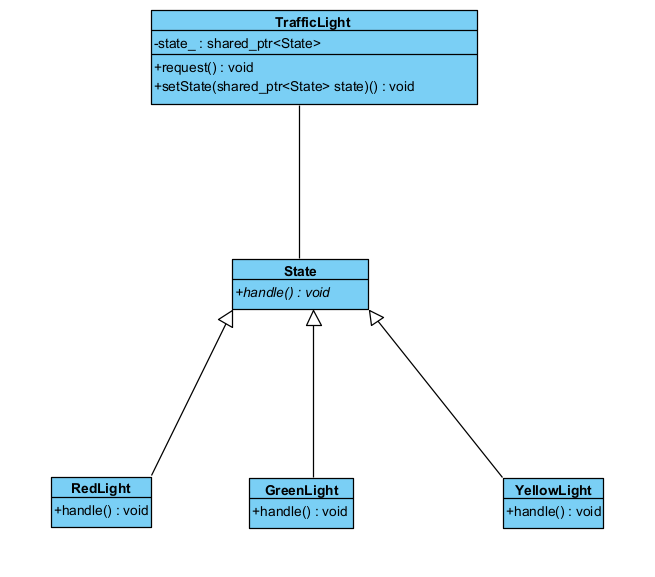 TrafficLight
-state_ : shared_ptr<State>
+request() : void
+setState(shared_ptr<State> state)() : void
State
+handle() : void
RedLight
+handle() : void
GreenLight
+handle() : void
YellowLight
+handle() : void